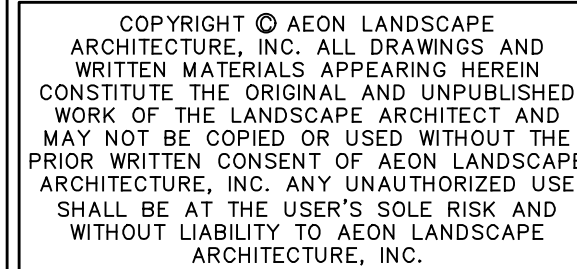 COPYRIGHT © AEON LANDSCAPE
ARCHITECTURE, INC. ALL DRAWINGS AND
WRITTEN MATERIALS APPEARING HEREIN
CONSTITUTE THE ORIGINAL AND UNPUBLISHED
WORK OF THE LANDSCAPE ARCHITECT AND
MAY NOT BE COPIED OR USED WITHOUT THE
PRIOR WRITTEN CONSENT OF AEON LANDSCAPE
ARCHITECTURE, INC. ANY UNAUTHORIZED USE
SHALL BE AT THE USER'S SOLE RISK AND
WITHOUT LIABILITY TO AEON LANDSCAPE
ARCHITECTURE, INC.